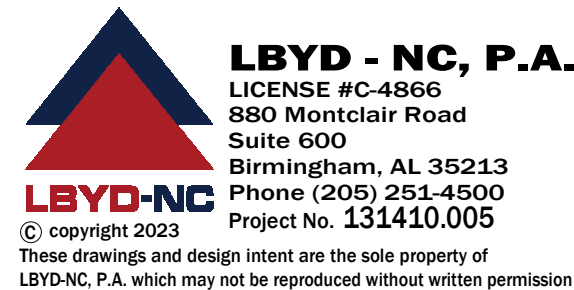 LBYD - NC, P.A.
LICENSE #C-4866
880 Montclair Road
Suite 600
Birmingham, AL 35213
Phone (205) 251-4500
LBYD-NC
Project No. 131410.005
© copyright 2023
These drawings and design intent are the sole property of
LBYD-NC, P.A. which may not be reproduced without written permission